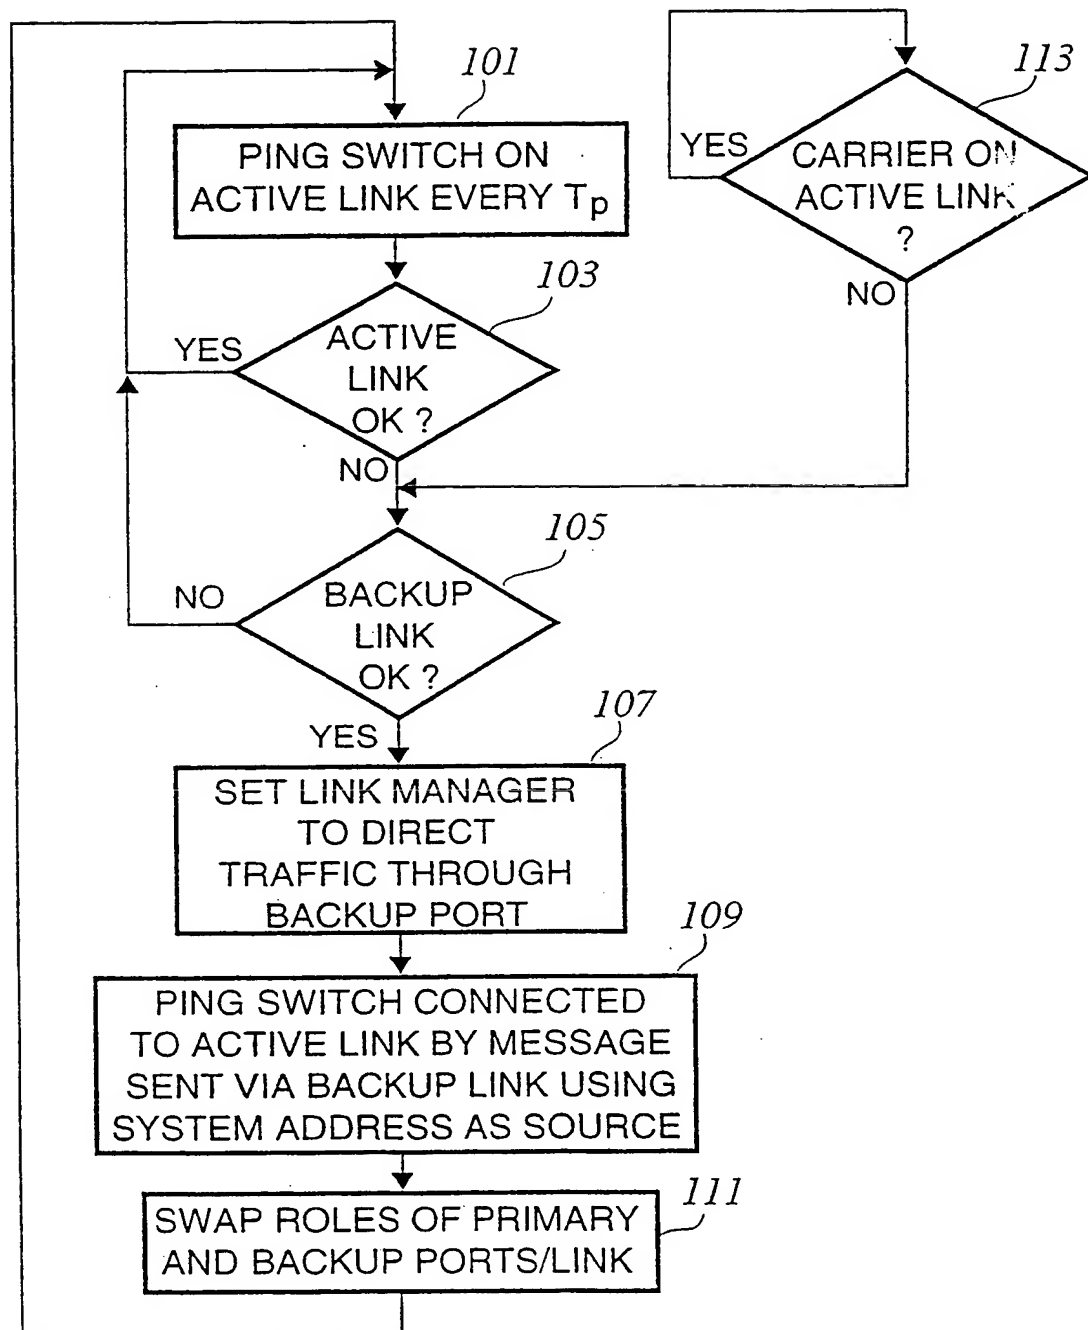 101
PING SWITCH ON
ACTIVE LINK EVERY Tp
103
YES
ACTIVE
LINK
OK ?
NO
113
YES
CARRIER ON
ACTIVE LINK
?
NO
105
NO
BACKUP
LINK
OK ?
YES
107
SET LINK MANAGER
TO DIRECT
TRAFFIC THROUGH
BACKUP PORT
109
PING SWITCH CONNECTED
TO ACTIVE LINK BY MESSAGE
SENT VIA BACKUP LINK USING
SYSTEM ADDRESS AS SOURCE
111
SWAP ROLES OF PRIMARY
AND BACKUP PORTS/LINK